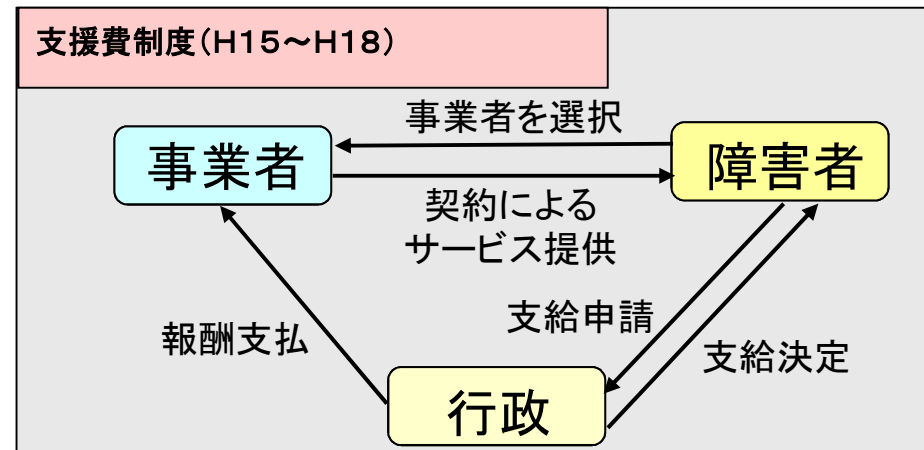 支援費制度(H15～H18)
事業者を選択
事業者
障害者
契約による
サービス提供
支給申請
報酬支払
支給決定
行政